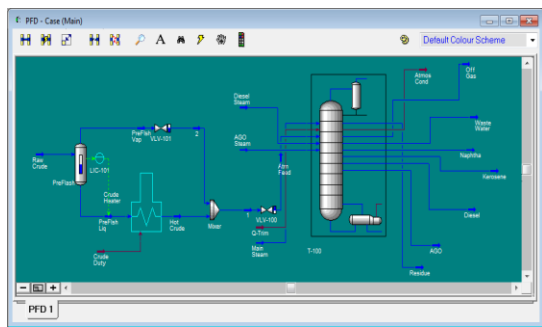 PFD - Case (Main)
A
Default Colour Scheme
Off
Gas
Atmos
Cond
Diesel
Steam
Waste
Water
PreFlsh
Vap
VLV-101
2
AGO
Steam
Naphtha
Raw
Crude
LIC-101
Atm
Feed
Kerosene
PreFlash
Crude
Heater
Diesel
PreFlsh
Liq
Hot
Crude
Mixer
1
VLV-100
Q-Trim
Main
Steam
T-100
AGO
Crude
Duty
Residue
PFD 1